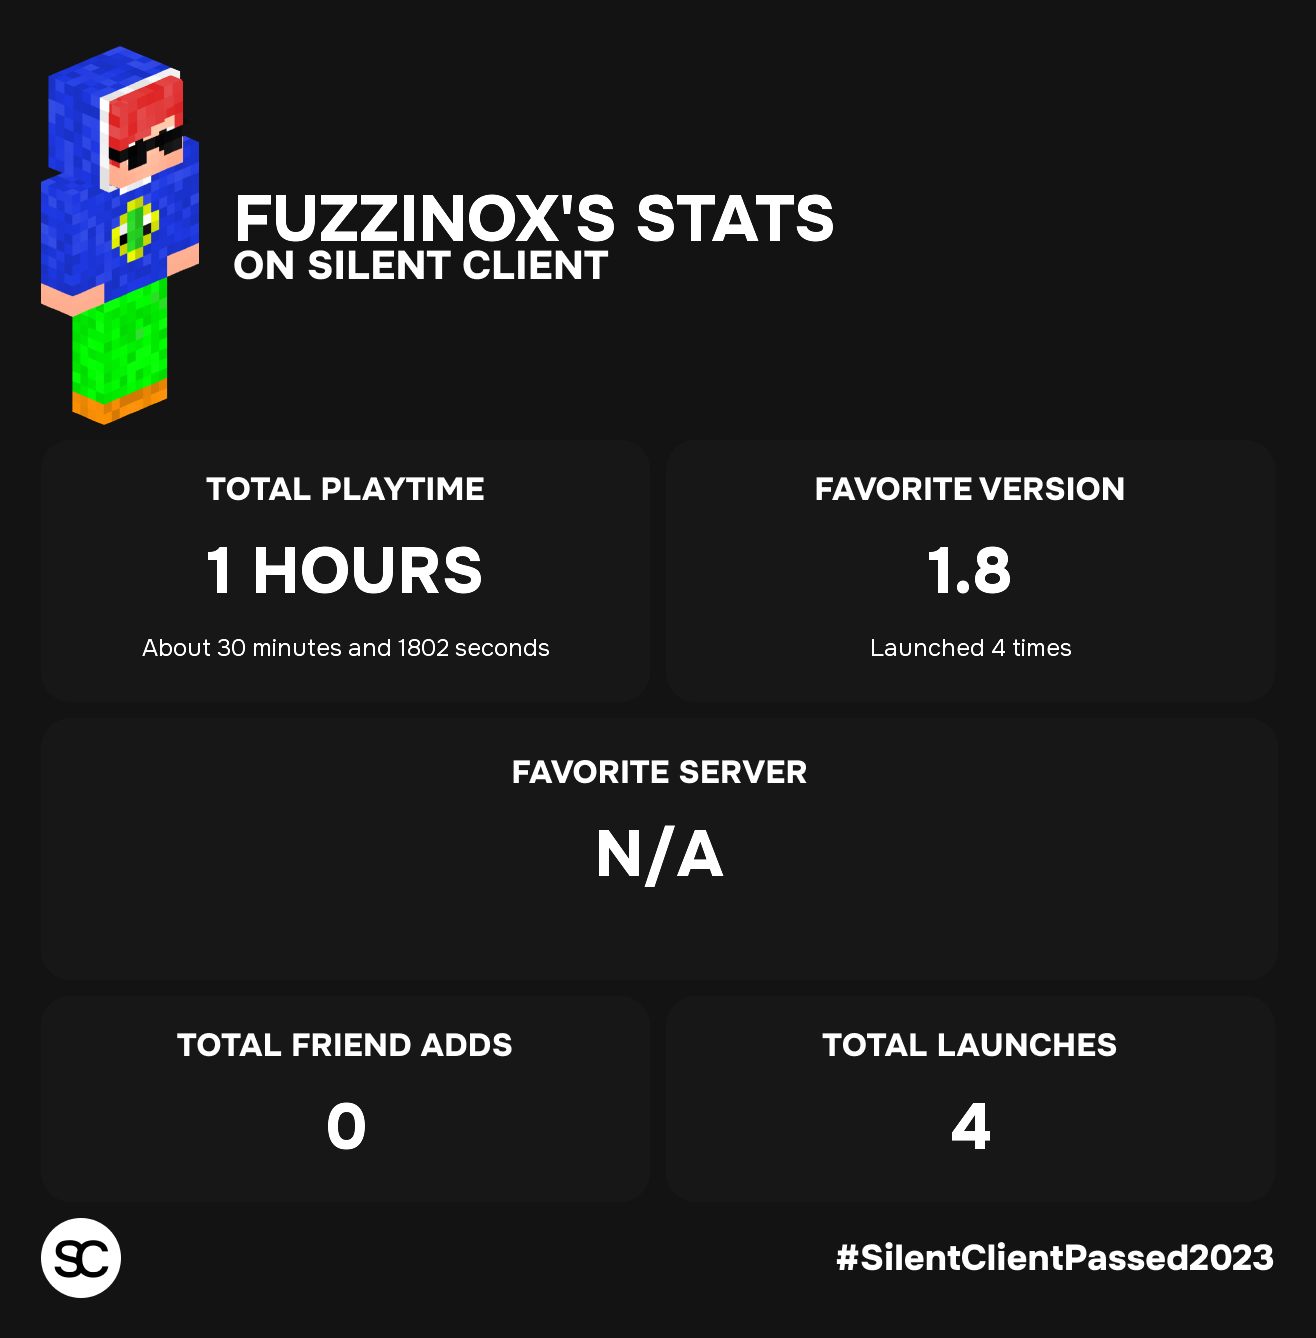 FUZZINOX'S STATS
ON SILENT CLIENT
TOTAL PLAYTIME
1 HOURS
About 30 minutes and 1802 seconds
FAVORITE VERSION
1.8
Launched 4 times
FAVORITE SERVER
N/A
TOTAL FRIEND ADDS
0
TOTAL LAUNCHES
4
SC
#SilentClientPassed2023